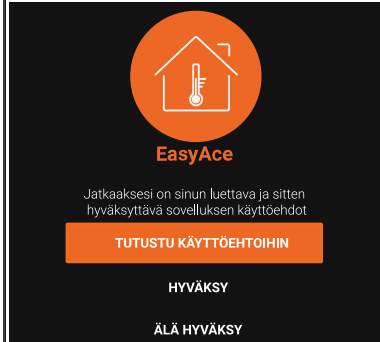 EasyAce
Jatkaaksesi on sinun luettava ja sitten
hyväksyttävä sovelluksen käyttöehdot
TUTUSTU KÄYTTÖEHTOIHIN
HYVÄKSY
ÄLÄ HYVÄKSY